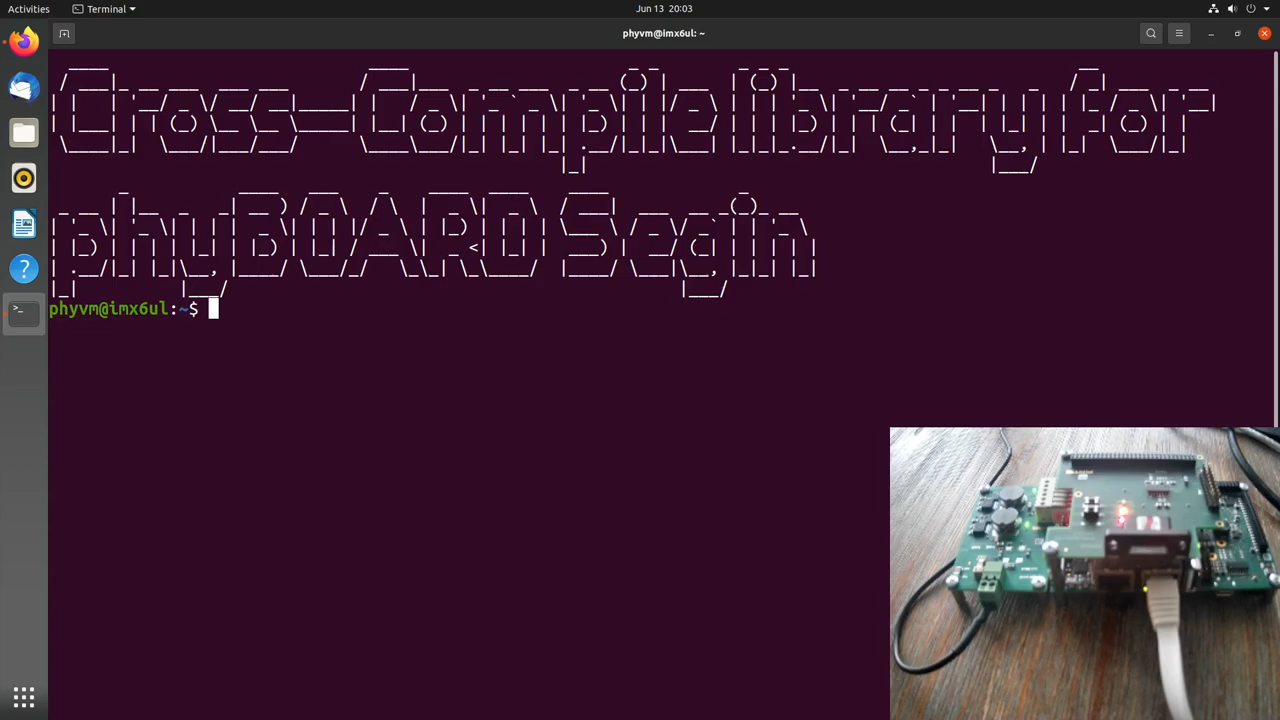 Activities
Terminal
Jun 13 20:03
phyvm@imx6ul: ~
Cross-Compile library for
phyBOARD Segin
phyvm@imx6ul:~$